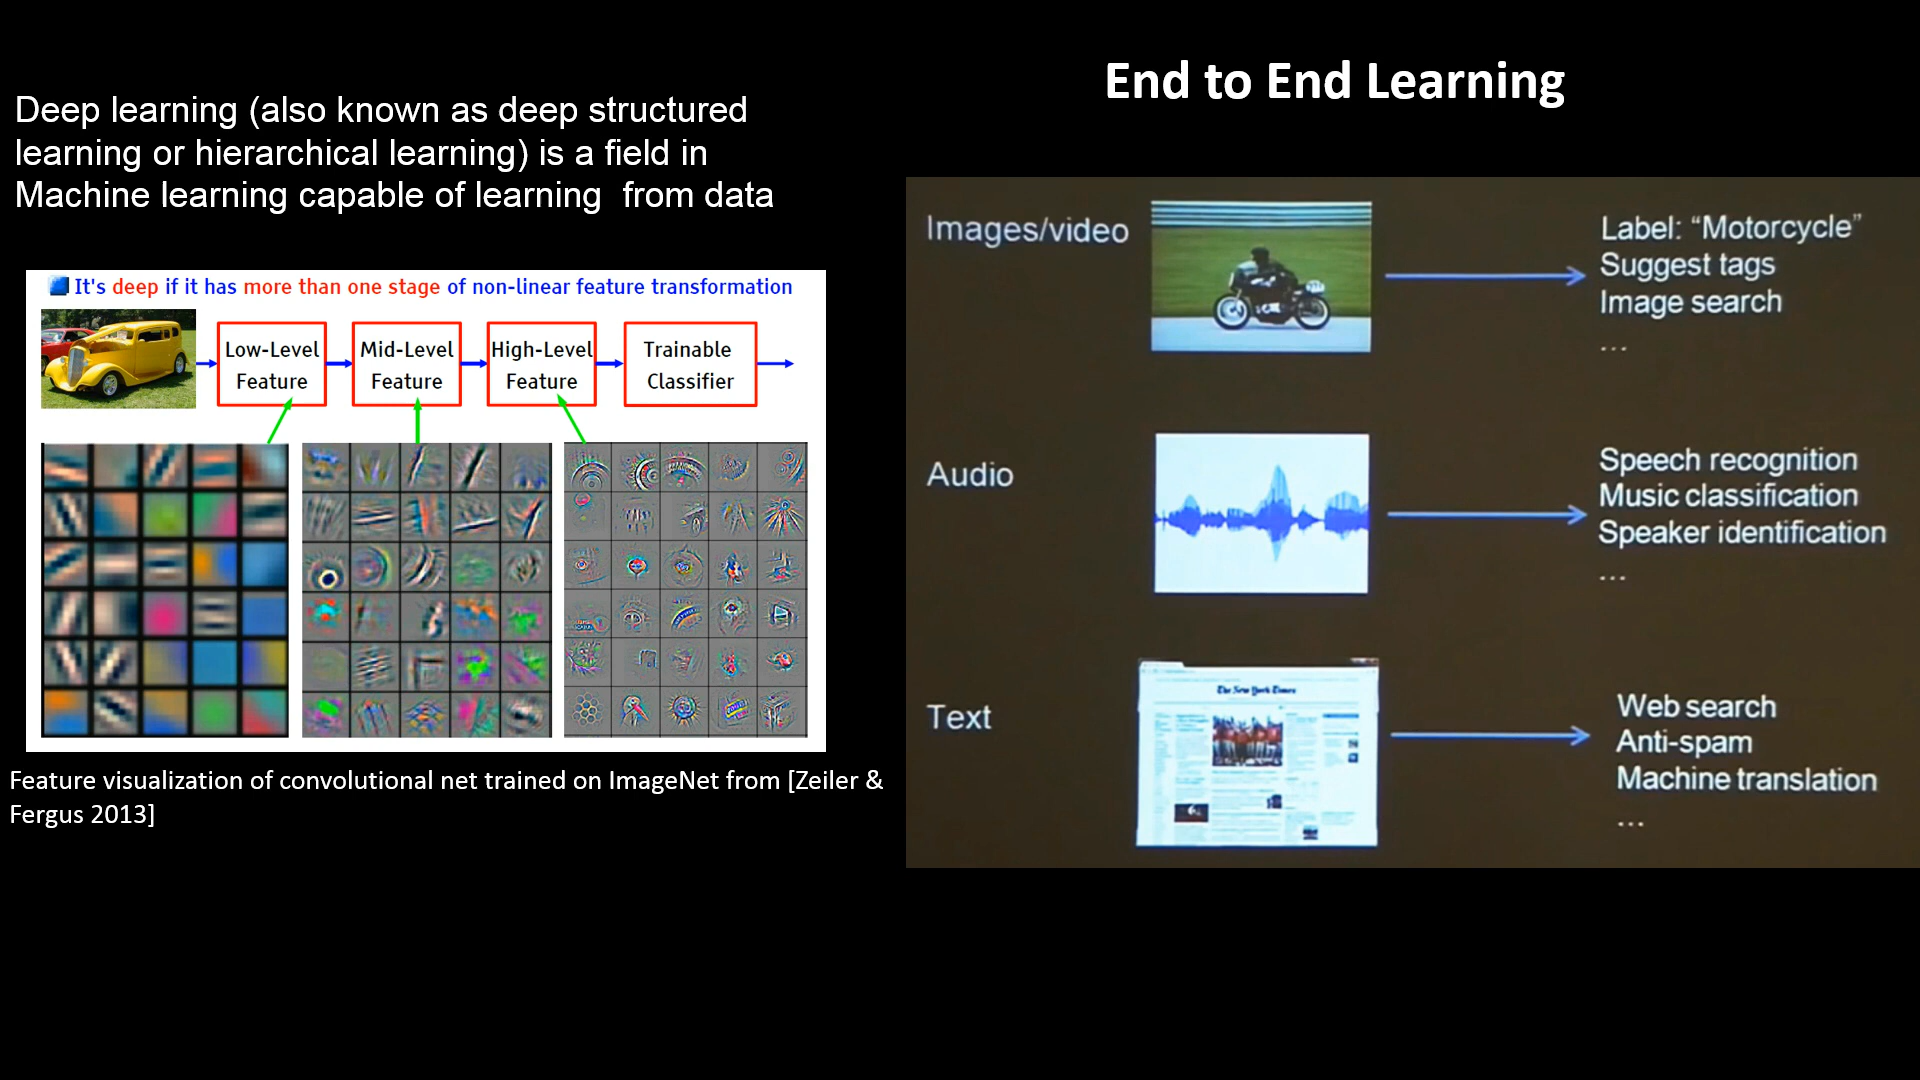 End to End Learning
Deep learning (also known as deep structured
learning or hierarchical learning) is a field in
Machine learning capable of learning  from data
It's deep if it has more than one stage of non-linear feature transformation
Low-Level
Feature
Mid-Level
Feature
High-Level
Feature
Trainable
Classifier
Feature visualization of convolutional net trained on ImageNet from [Zeiler &
Fergus 2013]
Images/video
Label: “Motorcycle”
Suggest tags
Image search
...
Audio
Speech recognition
Music classification
Speaker identification
...
Text
The New York Times
Web search
Anti-spam
Machine translation
...